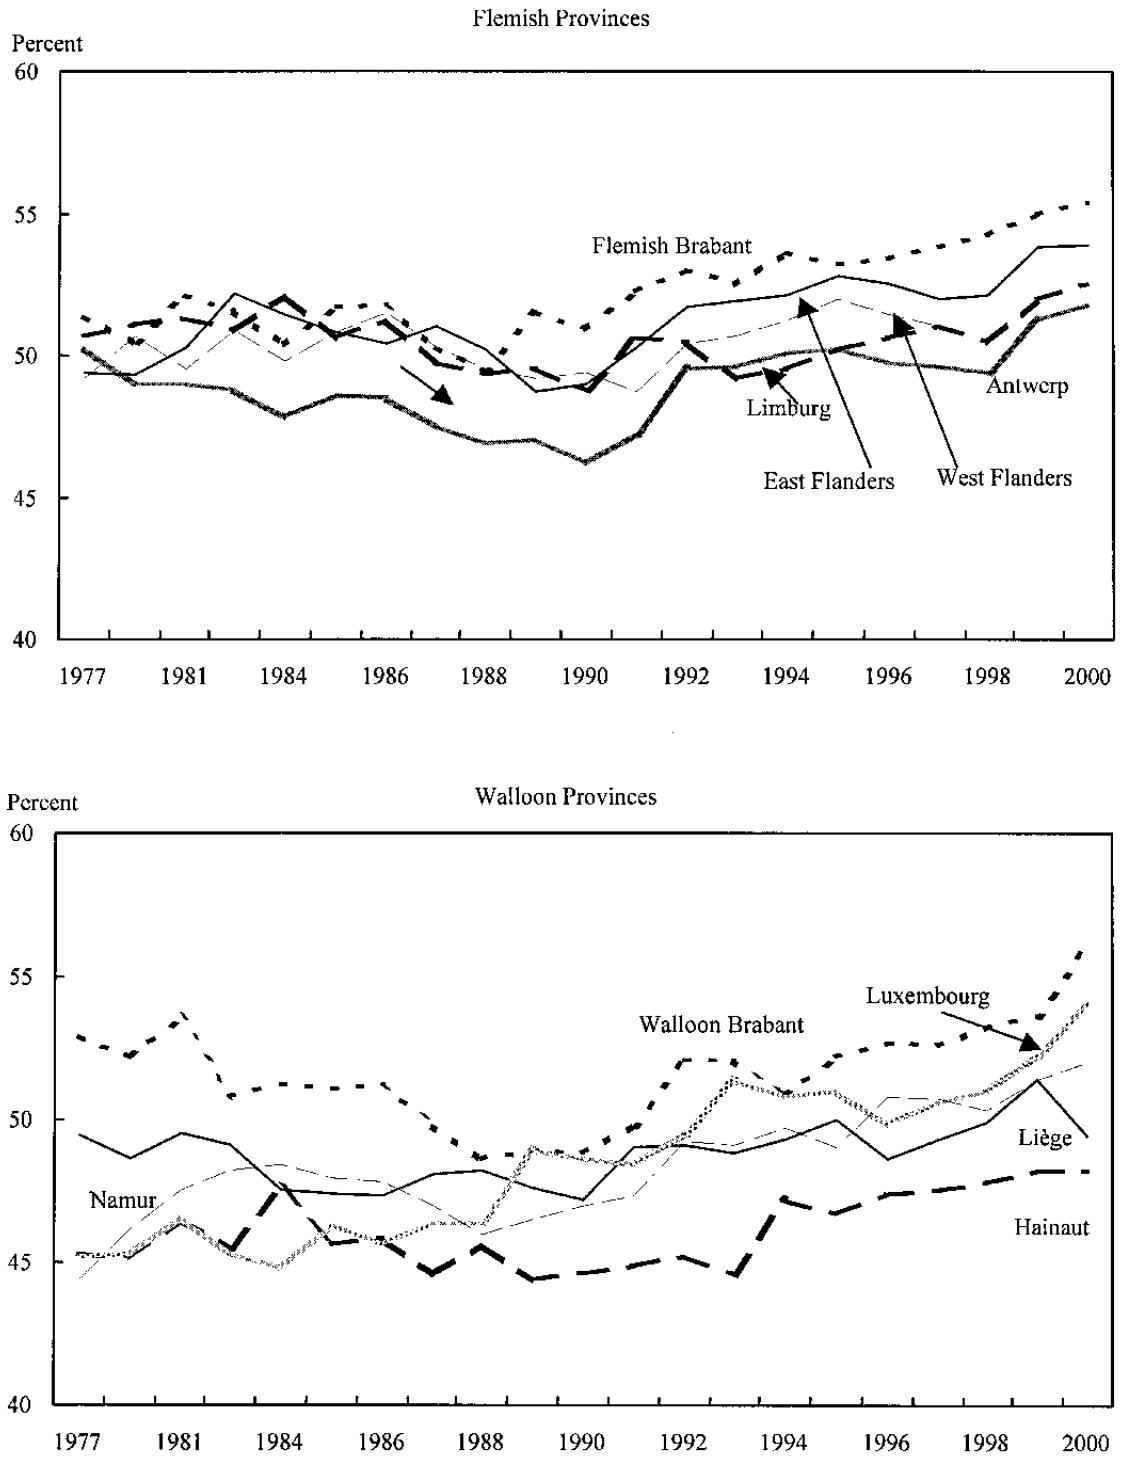 Flemish Provinces
Percent
60
55
Flemish Brabant
50
Antwerp
Limburg
East Flanders
West Flanders
45
40
1977 1981 1984 1986 1988 1990 1992 1994 1996 1998 2000
Walloon Provinces
Percent
60
55
Luxembourg
Walloon Brabant
50
Liège
Namur
Hainaut
45
40
1977 1981 1984 1986 1988 1990 1992 1994 1996 1998 2000